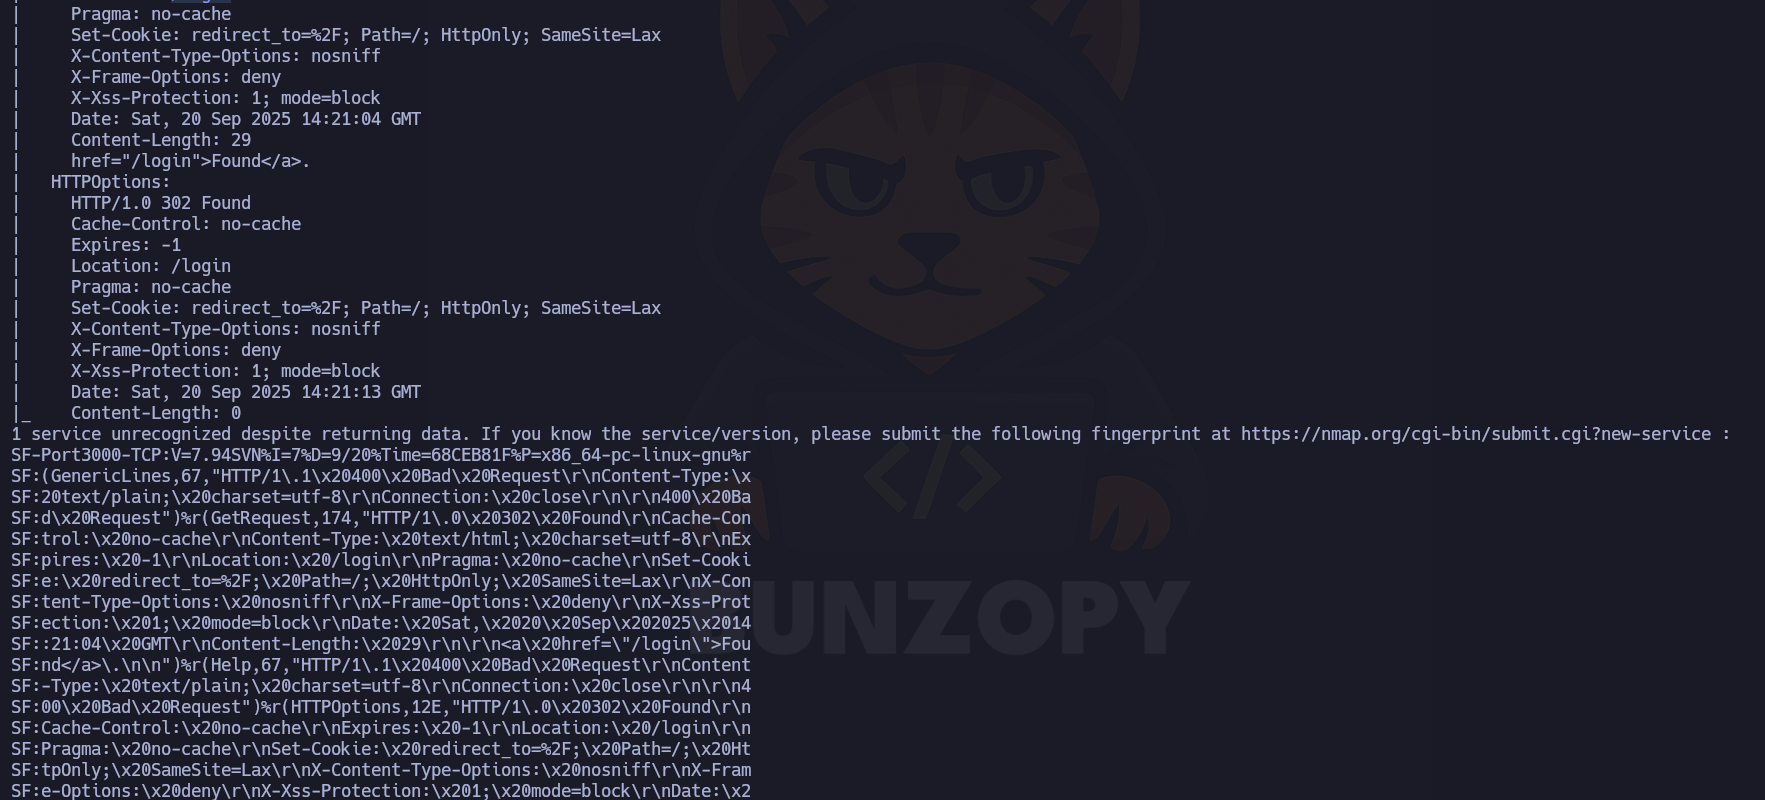 |     Pragma: no-cache
|     Set-Cookie: redirect_to=%2F; Path=/; HttpOnly; SameSite=Lax
|     X-Content-Type-Options: nosniff
|     X-Frame-Options: deny
|     X-Xss-Protection: 1; mode=block
|     Date: Sat, 20 Sep 2025 14:21:04 GMT
|     Content-Length: 29
|     href="/login">Found</a>.
|   HTTPOptions:
|     HTTP/1.0 302 Found
|     Cache-Control: no-cache
|     Expires: -1
|     Location: /login
|     Pragma: no-cache
|     Set-Cookie: redirect_to=%2F; Path=/; HttpOnly; SameSite=Lax
|     X-Content-Type-Options: nosniff
|     X-Frame-Options: deny
|     X-Xss-Protection: 1; mode=block
|     Date: Sat, 20 Sep 2025 14:21:13 GMT
|_    Content-Length: 0
1 service unrecognized despite returning data. If you know the service/version, please submit the following fingerprint at https://nmap.org/cgi-bin/submit.cgi?new-service :
SF-Port3000-TCP:V=7.94SVN%I=7%D=9/20%Time=68CEB81F%P=x86_64-pc-linux-gnu%r
SF:(GenericLines,67,"HTTP/1\.1\x20400\x20Bad\x20Request\r\nContent-Type:\x
SF:20text/plain;\x20charset=utf-8\r\nConnection:\x20close\r\n\r\n400\x20Ba
SF:d\x20Request")%r(GetRequest,174,"HTTP/1\.0\x20302\x20Found\r\nCache-Con
SF:trol:\x20no-cache\r\nContent-Type:\x20text/html;\x20charset=utf-8\r\nEx
SF:pires:\x20-1\r\nLocation:\x20/login\r\nPragma:\x20no-cache\r\nSet-Cooki
SF:e:\x20redirect_to=%2F;\x20Path=/;\x20HttpOnly;\x20SameSite=Lax\r\nX-Con
SF:tent-Type-Options:\x20nosniff\r\nX-Frame-Options:\x20deny\r\nX-Xss-Prot
SF:ection:\x201;\x20mode=block\r\nDate:\x20Sat,\x2020\x20Sep\x202025\x2014
SF::21:04\x20GMT\r\nContent-Length:\x2029\r\n\r\n<a\x20href=\"/login\">Fou
SF:nd</a>\.\n\n")%r(Help,67,"HTTP/1\.1\x20400\x20Bad\x20Request\r\nContent
SF:-Type:\x20text/plain;\x20charset=utf-8\r\nConnection:\x20close\r\n\r\n4
SF:00\x20Bad\x20Request")%r(HTTPOptions,12E,"HTTP/1\.0\x20302\x20Found\r\n
SF:Cache-Control:\x20no-cache\r\nExpires:\x20-1\r\nLocation:\x20/login\r\n
SF:Pragma:\x20no-cache\r\nSet-Cookie:\x20redirect_to=%2F;\x20Path=/;\x20Ht
SF:tpOnly;\x20SameSite=Lax\r\nX-Content-Type-Options:\x20nosniff\r\nX-Fram
SF:e-Options:\x20deny\r\nX-Xss-Protection:\x201;\x20mode=block\r\nDate:\x2